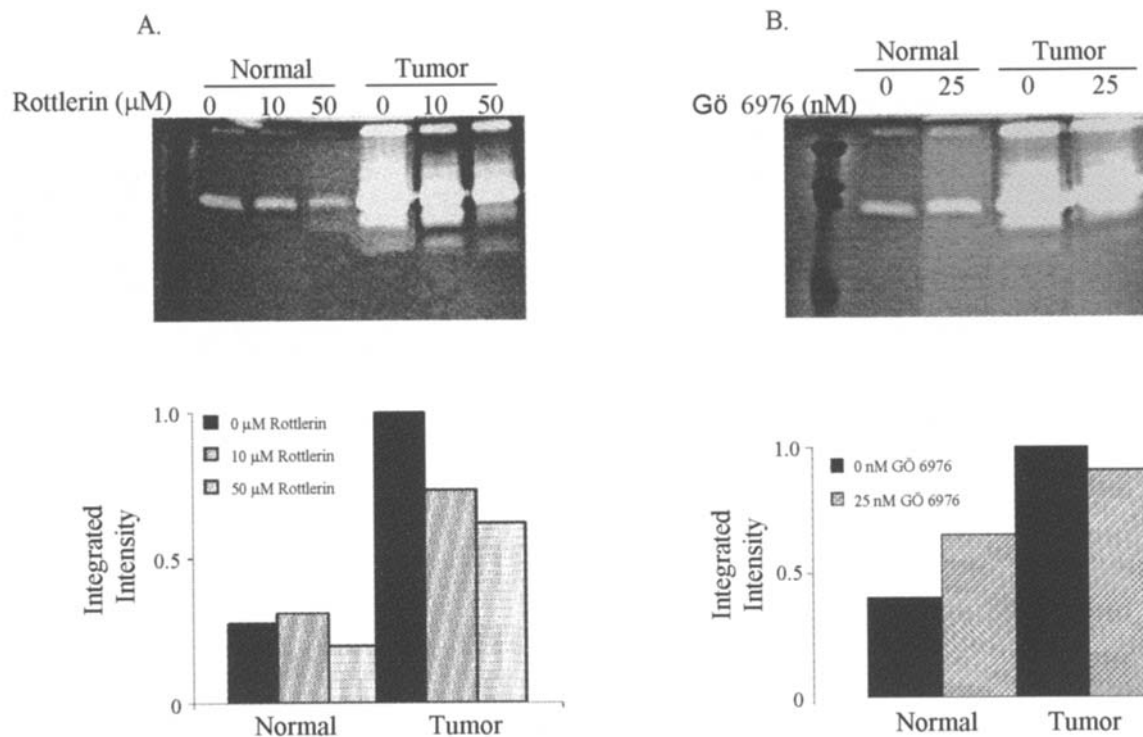 A.
Normal Tumor
Rottlerin (µM) 0 10 50 0 10 50
1.0
0.5
0
Integrated
Intensity
0 µM Rottlerin
10 µM Rottlerin
50 µM Rottlerin
Normal Tumor
B.
Normal Tumor
0 25 0 25
Gö 6976 (nM)
1.0
0.5
0
Integrated
Intensity
0 nM GÖ 6976
25 nM GÖ 6976
Normal Tumor